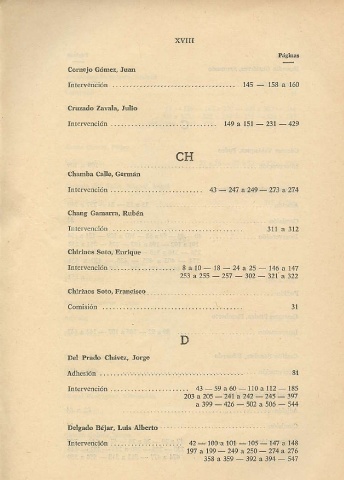 XVIII
Páginas
Cornejo Gómez, Juan
Intervención ........................ 145 — 158 a 160
Cruzado Zavala, Julio
Intervención ........................ 149 a 151 — 231 — 429
CH
Chamba Calle, Germán
Intervención ........................ 43 — 247 a 249 — 273 a 274
Chang Gamarra, Rubén
Intervención ........................ 311 a 312
Chirinos Soto, Enrique
Intervención ........................ 8 a 10 — 18 — 24 a 25 — 146 a 147
253 a 255 — 257 — 302 — 321 a 322
Chirinos Soto, Francisco
Comisión ........................ 31
D
Del Prado Chávez, Jorge
Adhesión ........................ 84
Intervención ........................ 43 — 59 a 60 — 110 a 112 — 185
203 a 205 — 241 a 242 — 245 — 397
a 399 — 426 — 502 a 506 — 544
Delgado Béjar, Luis Alberto
Intervención ........................ 42 — 100 a 101 — 105 — 147 a 148
197 a 199 — 249 a 250 — 274 a 276
358 a 359 — 392 a 394 — 547